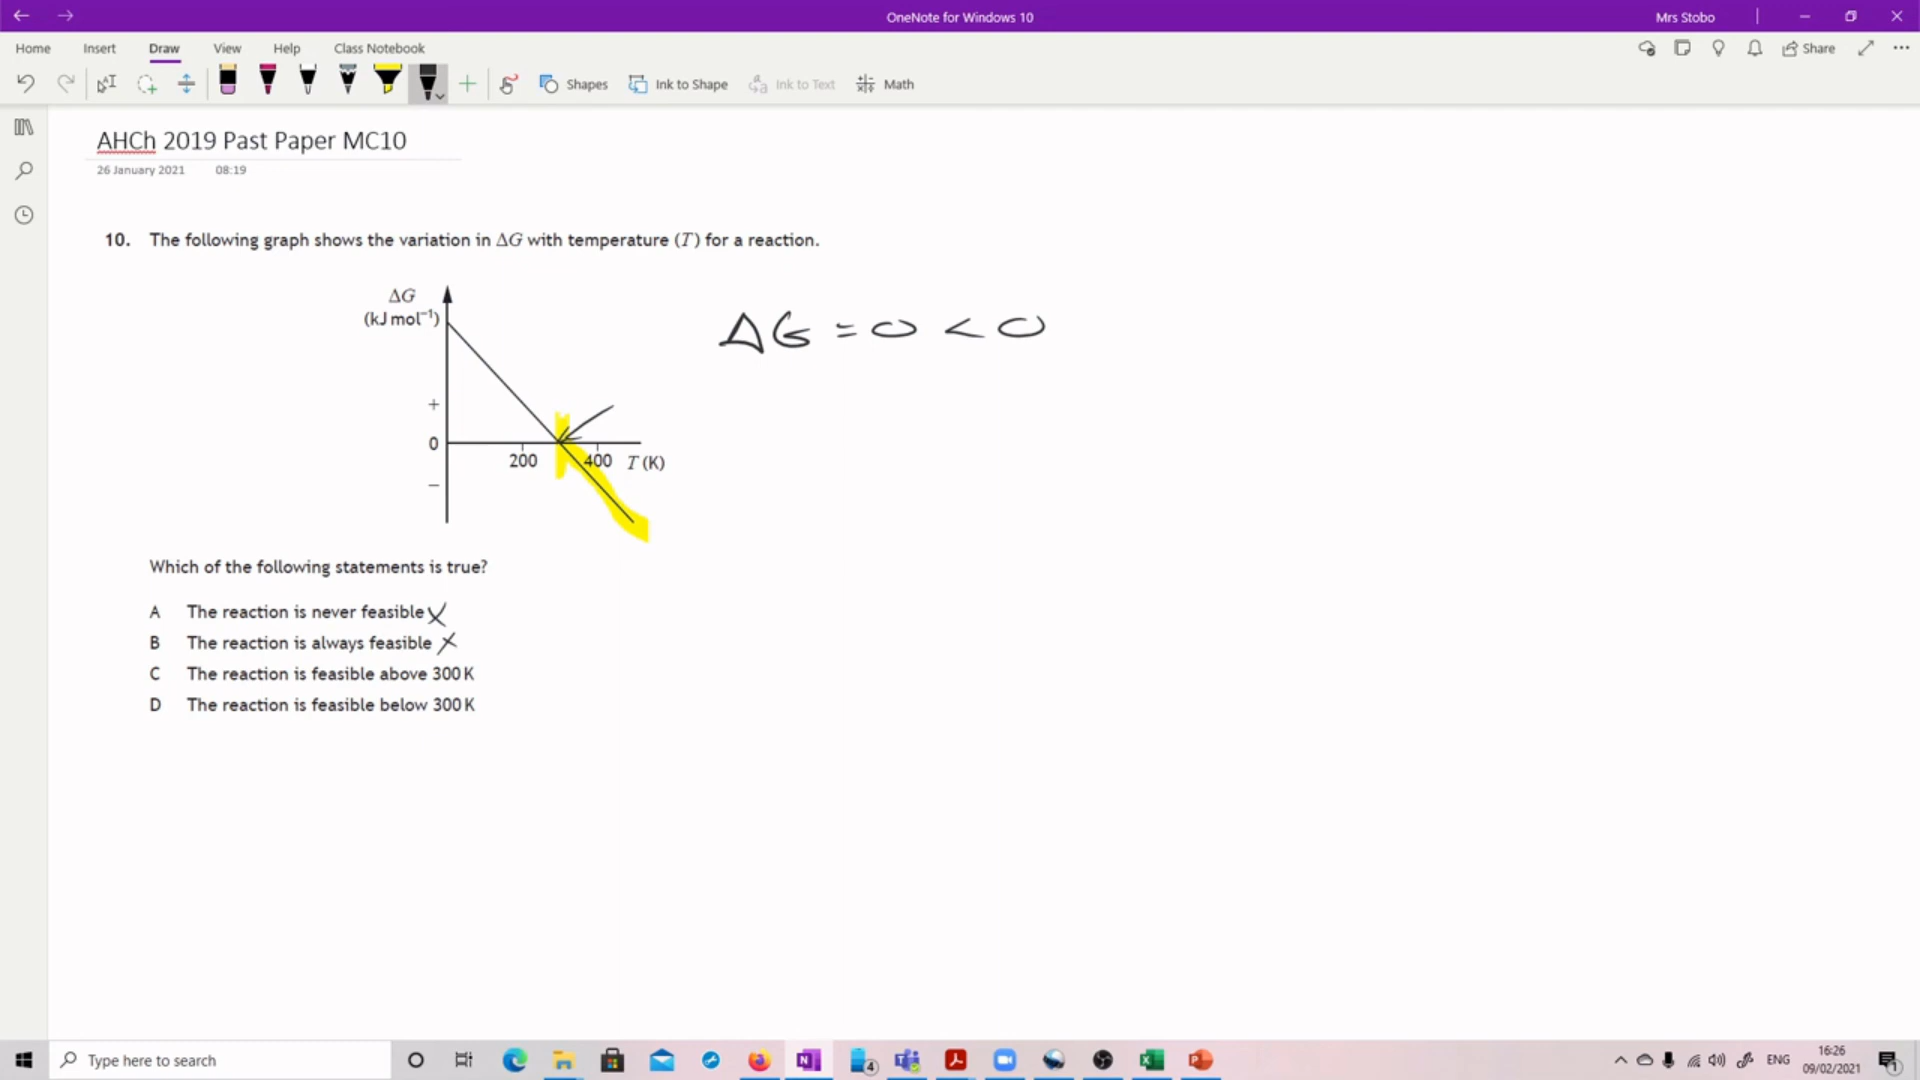 OneNote for Windows 10
Mrs Stobo
Home Insert Draw View Help Class Notebook
Share
Shapes Ink to Shape Ink to Text Math
AHCh 2019 Past Paper MC10
26 January 2021 08:19
10. The following graph shows the variation in ΔG with temperature (T) for a reaction.
ΔG
(kJ mol⁻¹)
ΔG = 0 < 0
+
0
200 400 T (K)
–
Which of the following statements is true?
A The reaction is never feasible X
B The reaction is always feasible X
C The reaction is feasible above 300 K
D The reaction is feasible below 300 K
Type here to search
4
ENG
16:26
09/02/2021
1